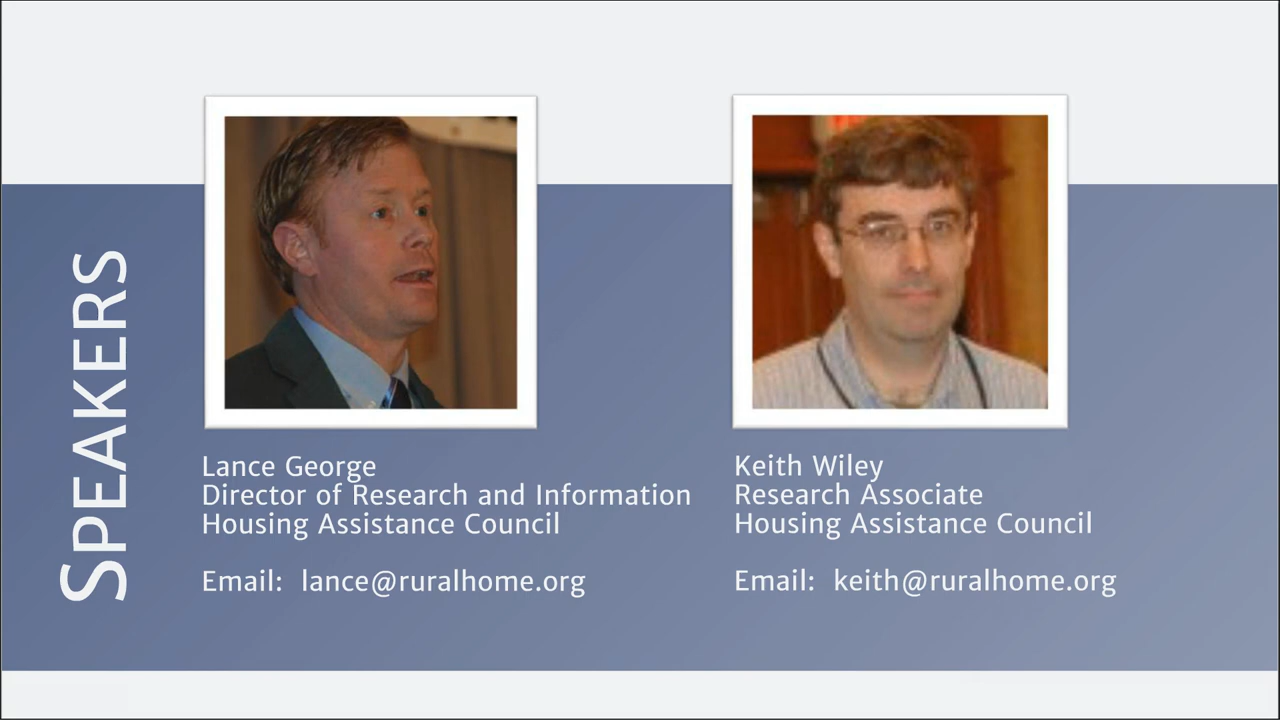 SPEAKERS
Lance George
Director of Research and Information
Housing Assistance Council
Email: lance@ruralhome.org
Keith Wiley
Research Associate
Housing Assistance Council
Email: keith@ruralhome.org